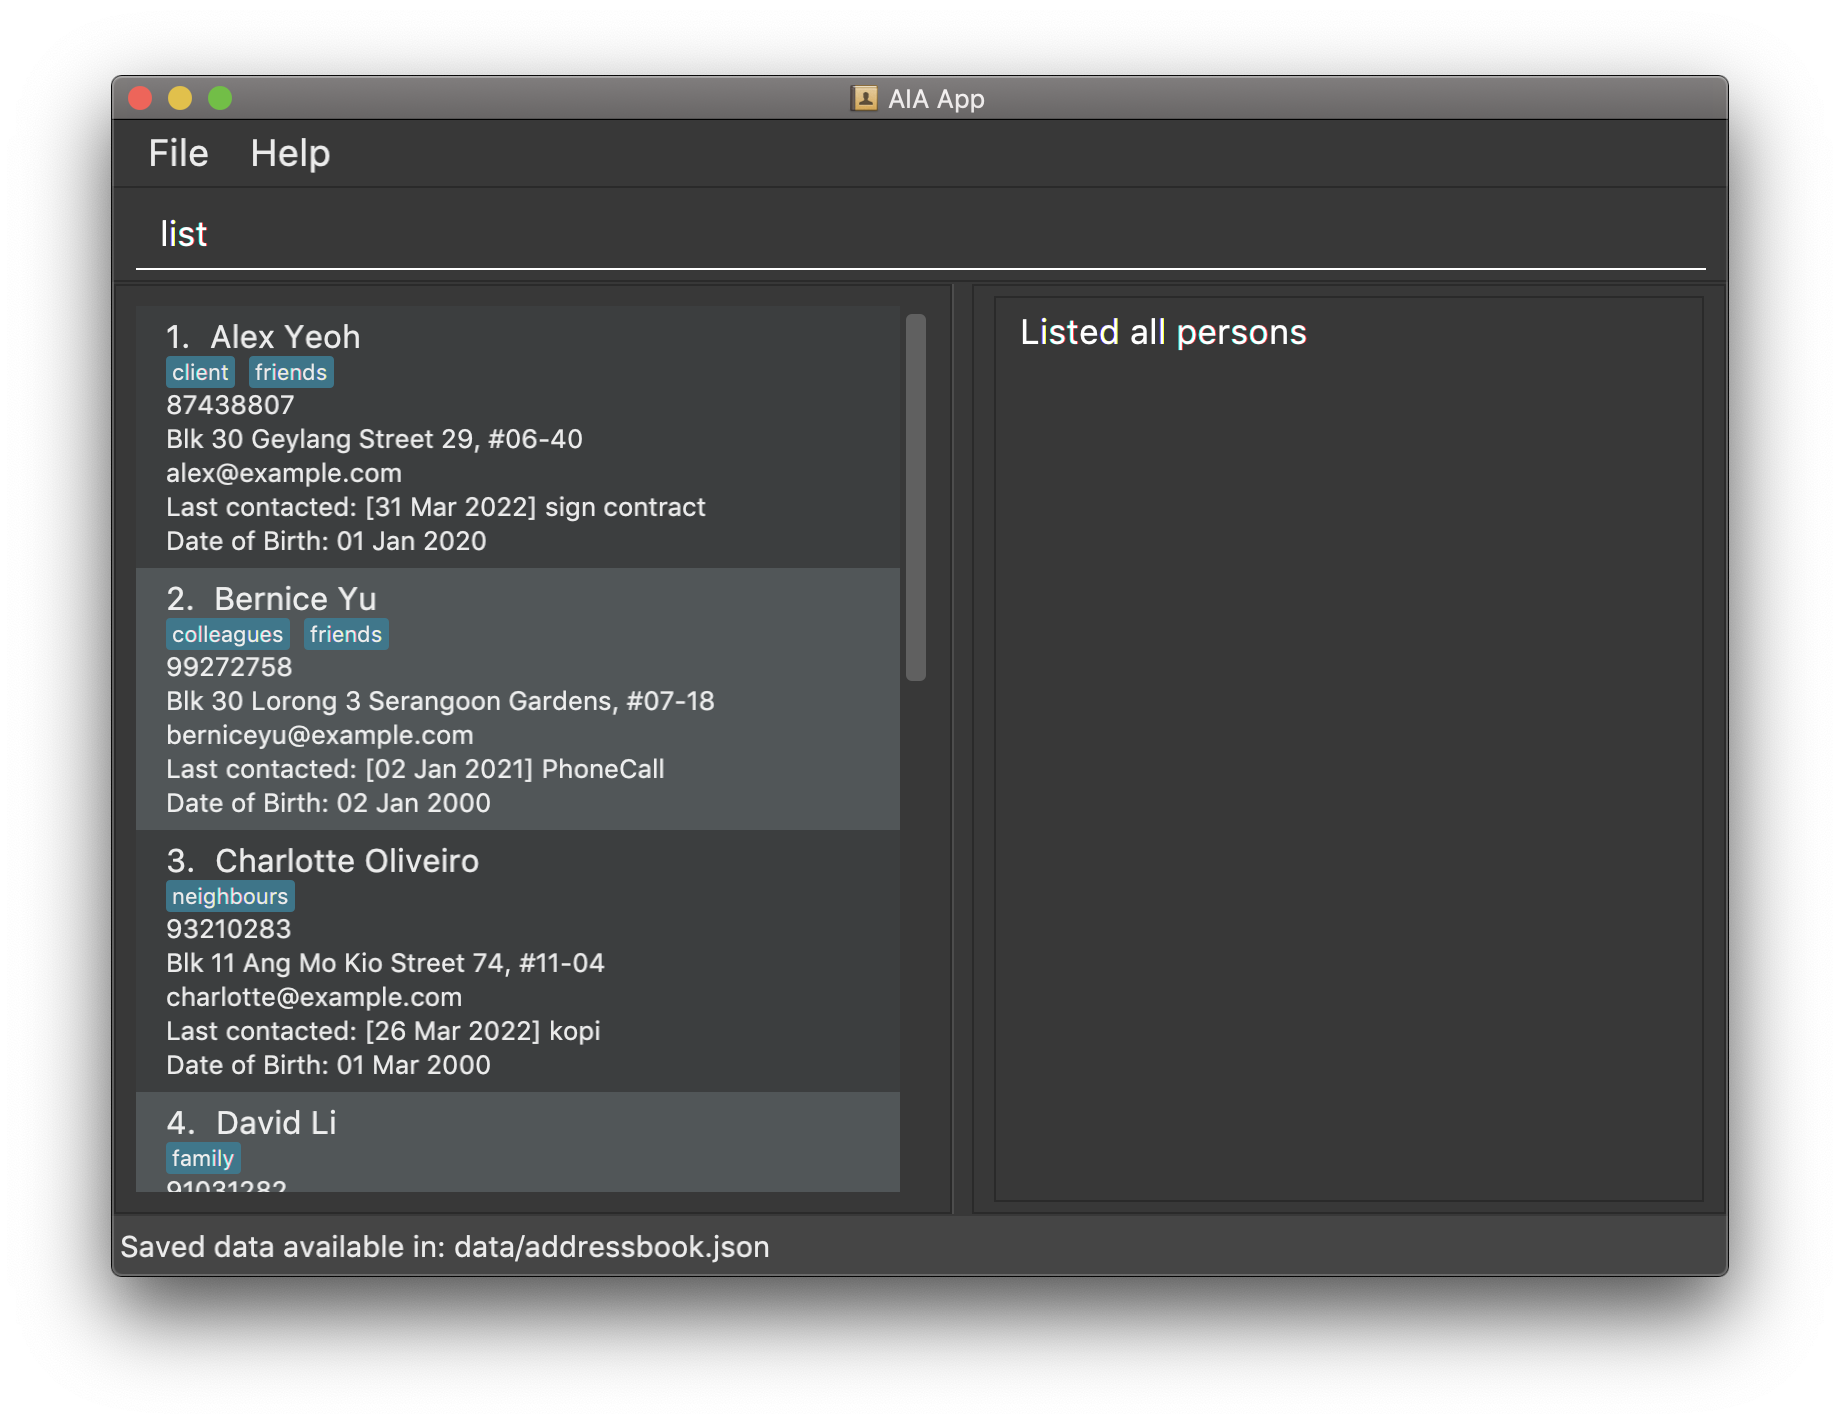 AIA App
File Help
list
1. Alex Yeoh
client friends
87438807
Blk 30 Geylang Street 29, #06-40
alex@example.com
Last contacted: [31 Mar 2022] sign contract
Date of Birth: 01 Jan 2020
2. Bernice Yu
colleagues friends
99272758
Blk 30 Lorong 3 Serangoon Gardens, #07-18
berniceyu@example.com
Last contacted: [02 Jan 2021] PhoneCall
Date of Birth: 02 Jan 2000
3. Charlotte Oliveiro
neighbours
93210283
Blk 11 Ang Mo Kio Street 74, #11-04
charlotte@example.com
Last contacted: [26 Mar 2022] kopi
Date of Birth: 01 Mar 2000
4. David Li
family
91031282
Listed all persons
Saved data available in: data/addressbook.json